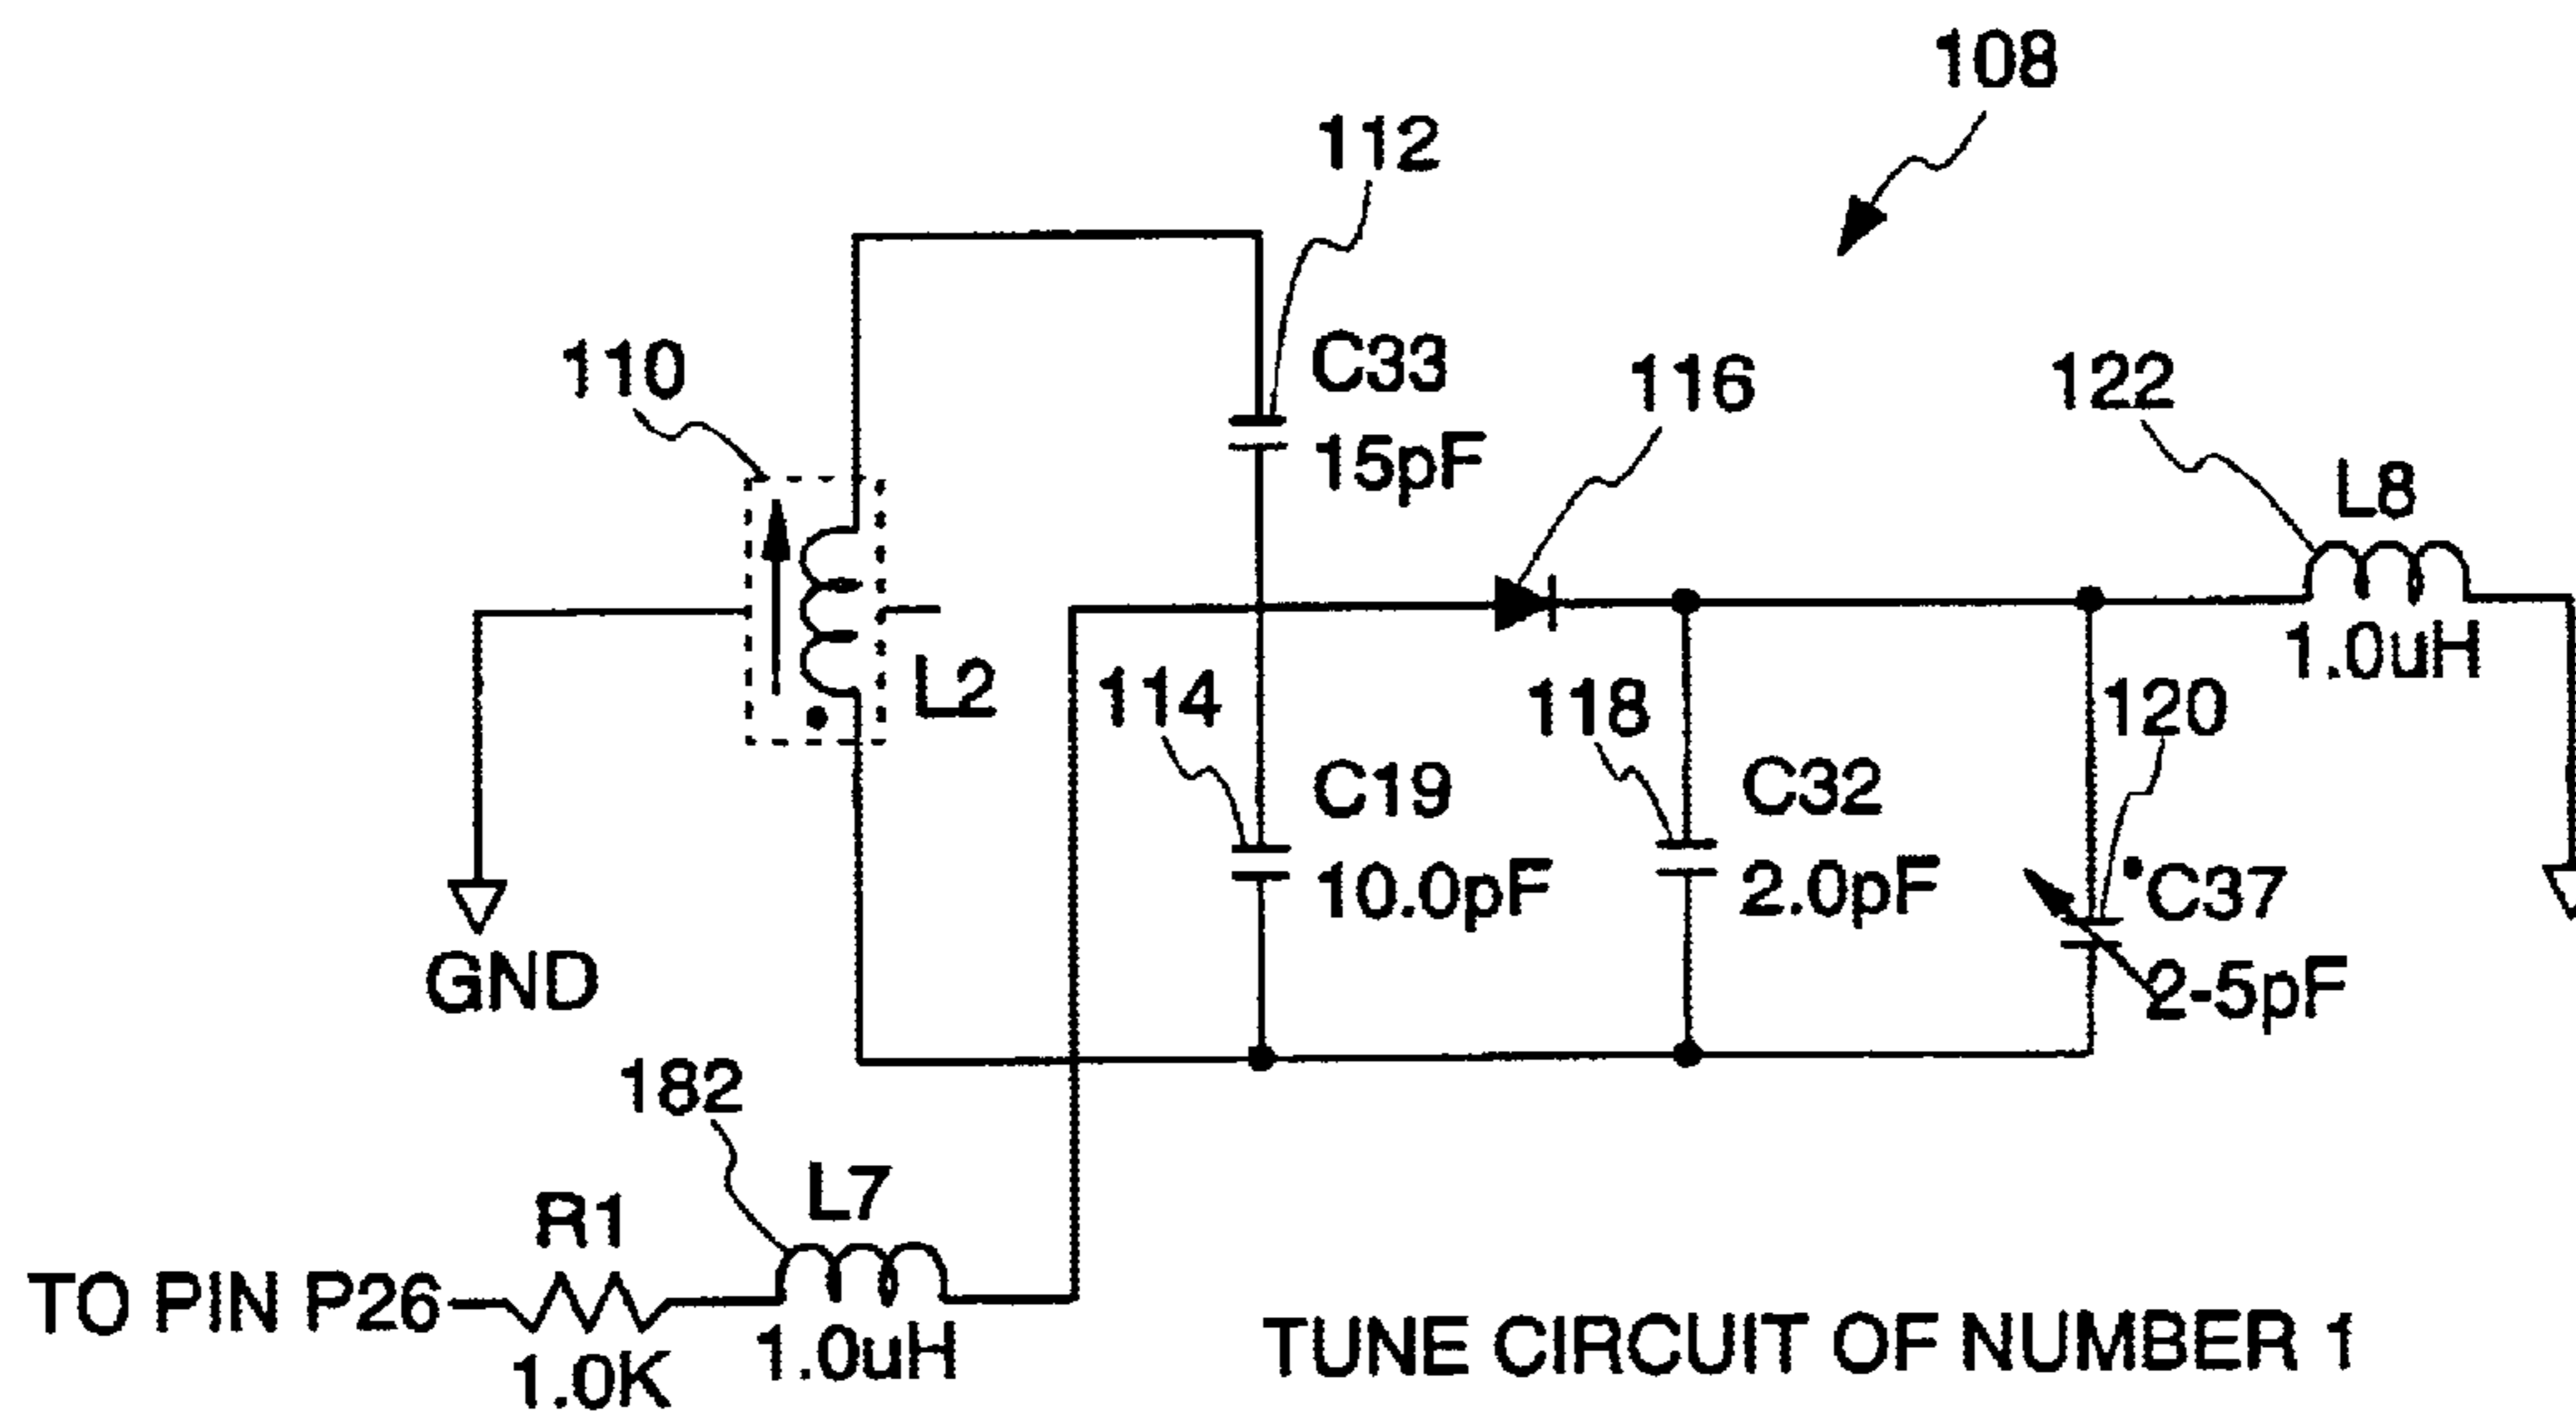 108
112
C33
15pF
110
116
122
L8
1.0uH
L2
114
118
120
C19
10.0pF
C32
2.0pF
C37
2-5pF
GND
182
L7
R1
TO PIN P26
1.0K
1.0uH
TUNE CIRCUIT OF NUMBER 1